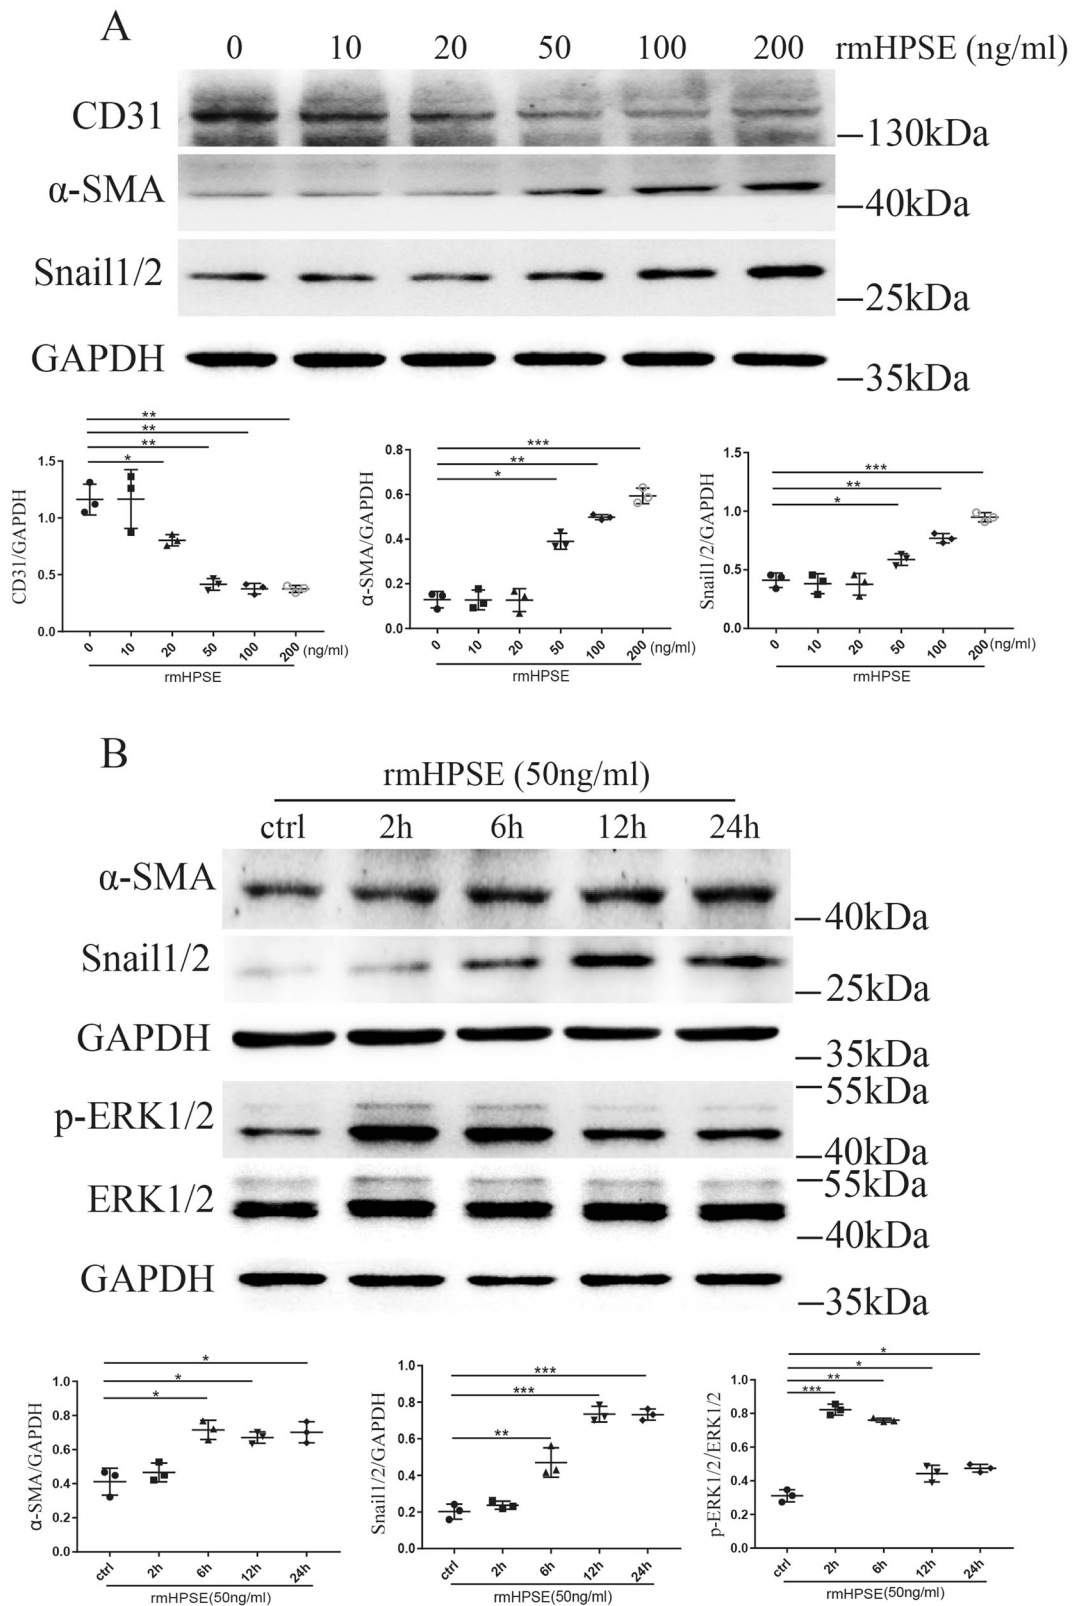 A
0 10 20 50 100 200 rmHPSE (ng/ml)
CD31
130kDa
α-SMA
40kDa
Snail1/2
25kDa
GAPDH
35kDa
**
**
**
*
1.5
1.0
0.5
0.0
CD31/GAPDH
0 10 20 50 100 200 (ng/ml)
rmHPSE
***
**
*
0.8
0.6
0.4
0.2
0.0
α-SMA/GAPDH
0 10 20 50 100 200 (ng/ml)
rmHPSE
***
**
*
1.5
1.0
0.5
0.0
Snail1/2/GAPDH
0 10 20 50 100 200 (ng/ml)
rmHPSE
B
rmHPSE (50ng/ml)
ctrl 2h 6h 12h 24h
α-SMA
40kDa
Snail1/2
25kDa
GAPDH
35kDa
55kDa
p-ERK1/2
40kDa
55kDa
ERK1/2
40kDa
GAPDH
35kDa
*
*
*
1.0
0.8
0.6
0.4
0.2
0.0
α-SMA/GAPDH
ctrl 2h 6h 12h 24h
rmHPSE(50ng/ml)
***
***
**
1.0
0.8
0.6
0.4
0.2
0.0
Snail1/2/GAPDH
ctrl 2h 6h 12h 24h
rmHPSE(50ng/ml)
*
*
**
***
1.0
0.8
0.6
0.4
0.2
0.0
p-ERK1/2/ERK1/2
ctrl 2h 6h 12h 24h
rmHPSE(50ng/ml)